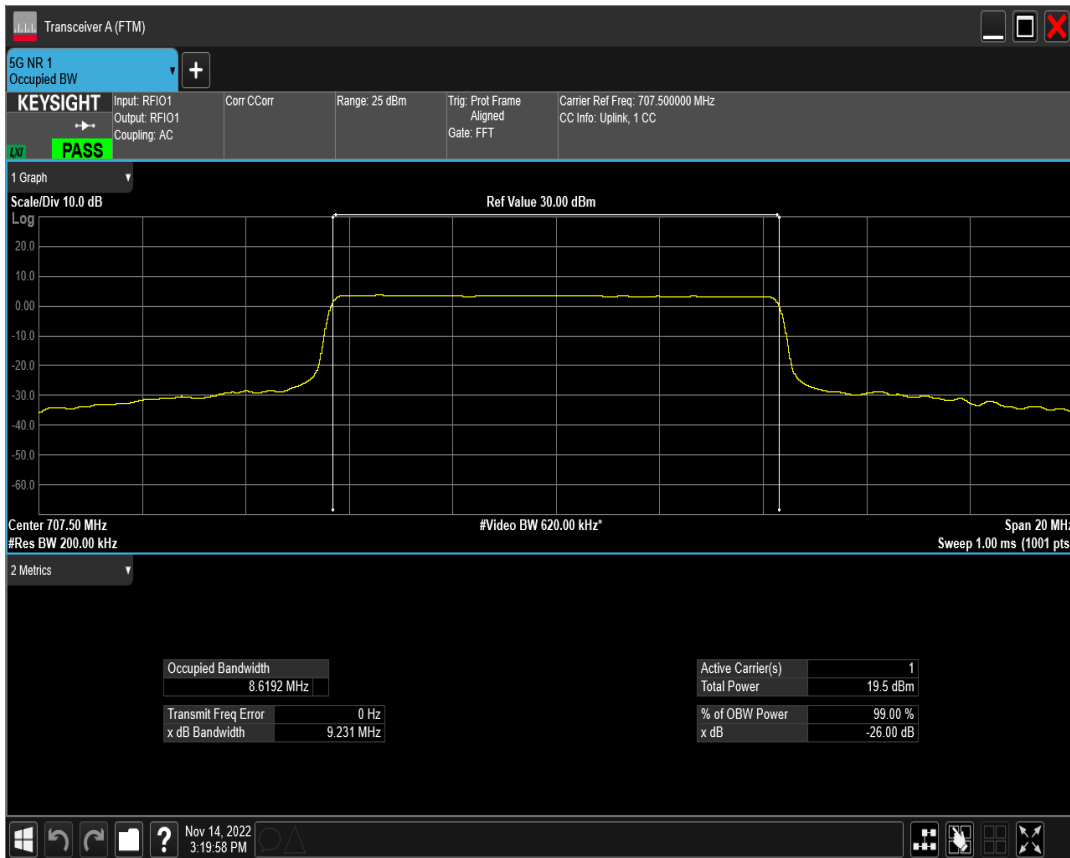 Transceiver A (FTM)
5G NR 1
Occupied BW
+
KEYSIGHT
LXI
PASS
Input: RFIO1
Output: RFIO1
Coupling: AC
Corr CCorr
Range: 25 dBm
Trig: Prot Frame
Aligned
Gate: FFT
Carrier Ref Freq: 707.500000 MHz
CC Info: Uplink, 1 CC
1 Graph
Scale/Div 10.0 dB
Ref Value 30.00 dBm
Log
20.0
10.0
0.00
-10.0
-20.0
-30.0
-40.0
-50.0
-60.0
Center 707.50 MHz
#Video BW 620.00 kHz*
Span 20 MHz
#Res BW 200.00 kHz
Sweep 1.00 ms (1001 pts
2 Metrics
Occupied Bandwidth
8.6192 MHz
Transmit Freq Error 0 Hz
x dB Bandwidth 9.231 MHz
Active Carrier(s) 1
Total Power 19.5 dBm
% of OBW Power 99.00 %
x dB -26.00 dB
?
Nov 14, 2022
3:19:58 PM